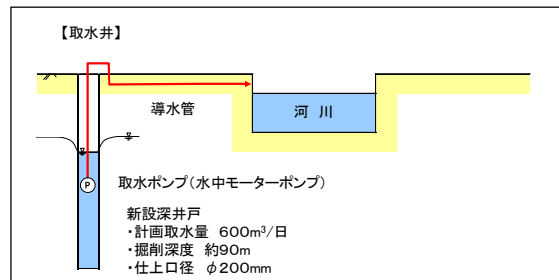 【取水井】
導水管
河 川
P
取水ポンプ(水中モーターポンプ)
新設深井戸
・計画取水量 600m³/日
・掘削深度 約90m
・仕上口径 φ200mm